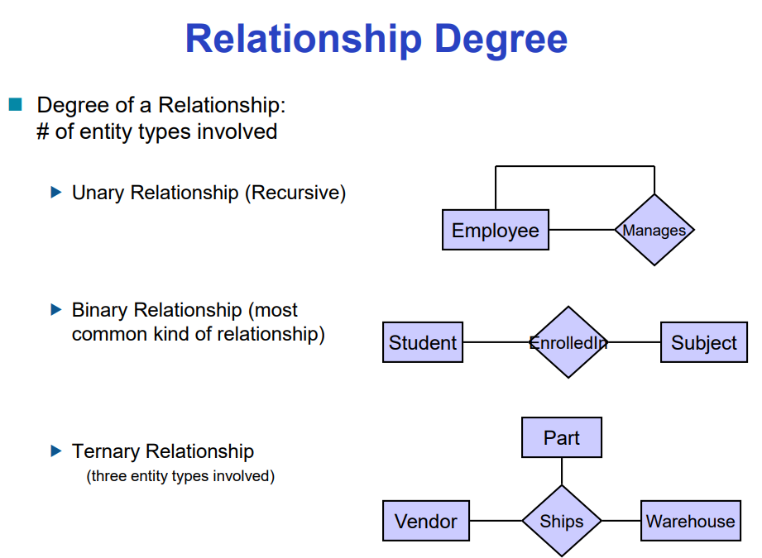 Relationship Degree
Degree of a Relationship:
# of entity types involved
Unary Relationship (Recursive)
Employee
Manages
Binary Relationship (most
common kind of relationship)
Student
EnrolledIn
Subject
Ternary Relationship
(three entity types involved)
Part
Vendor
Ships
Warehouse